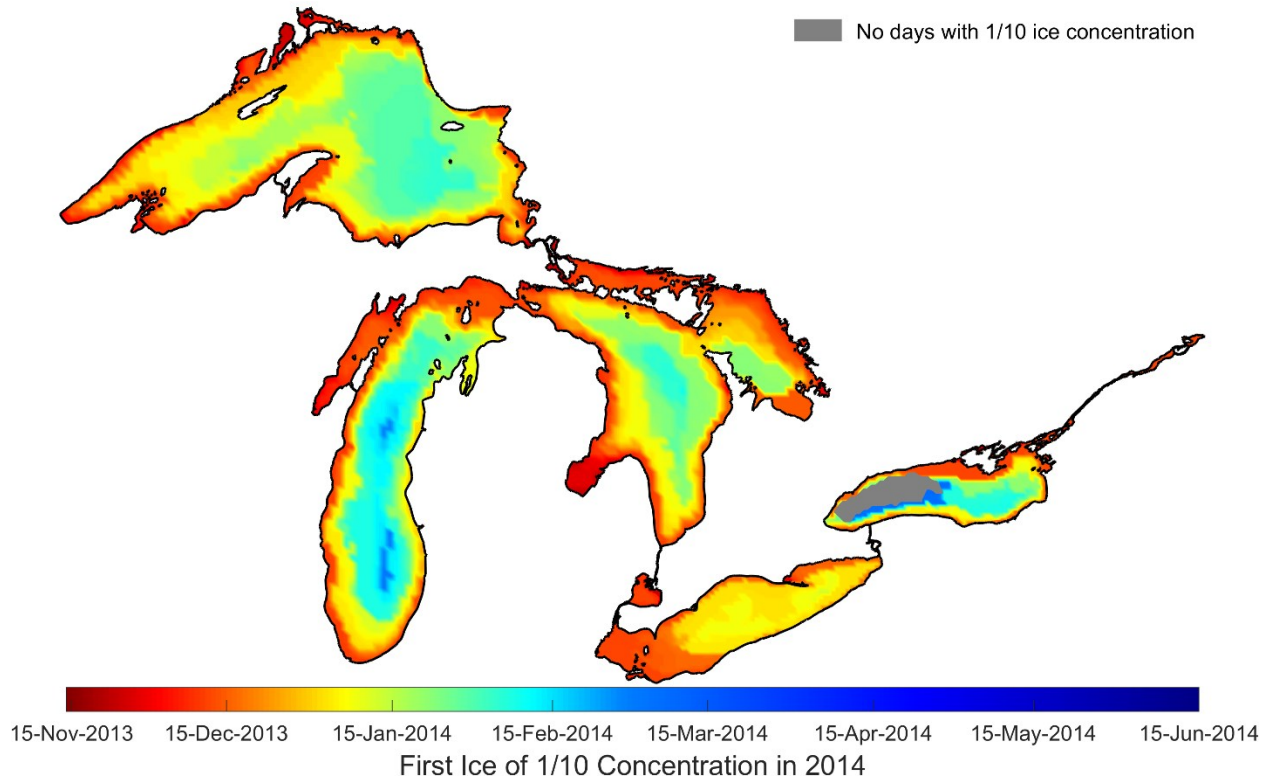 No days with 1/10 ice concentration
15-Nov-2013 15-Dec-2013 15-Jan-2014 15-Feb-2014 15-Mar-2014 15-Apr-2014 15-May-2014 15-Jun-2014
First Ice of 1/10 Concentration in 2014